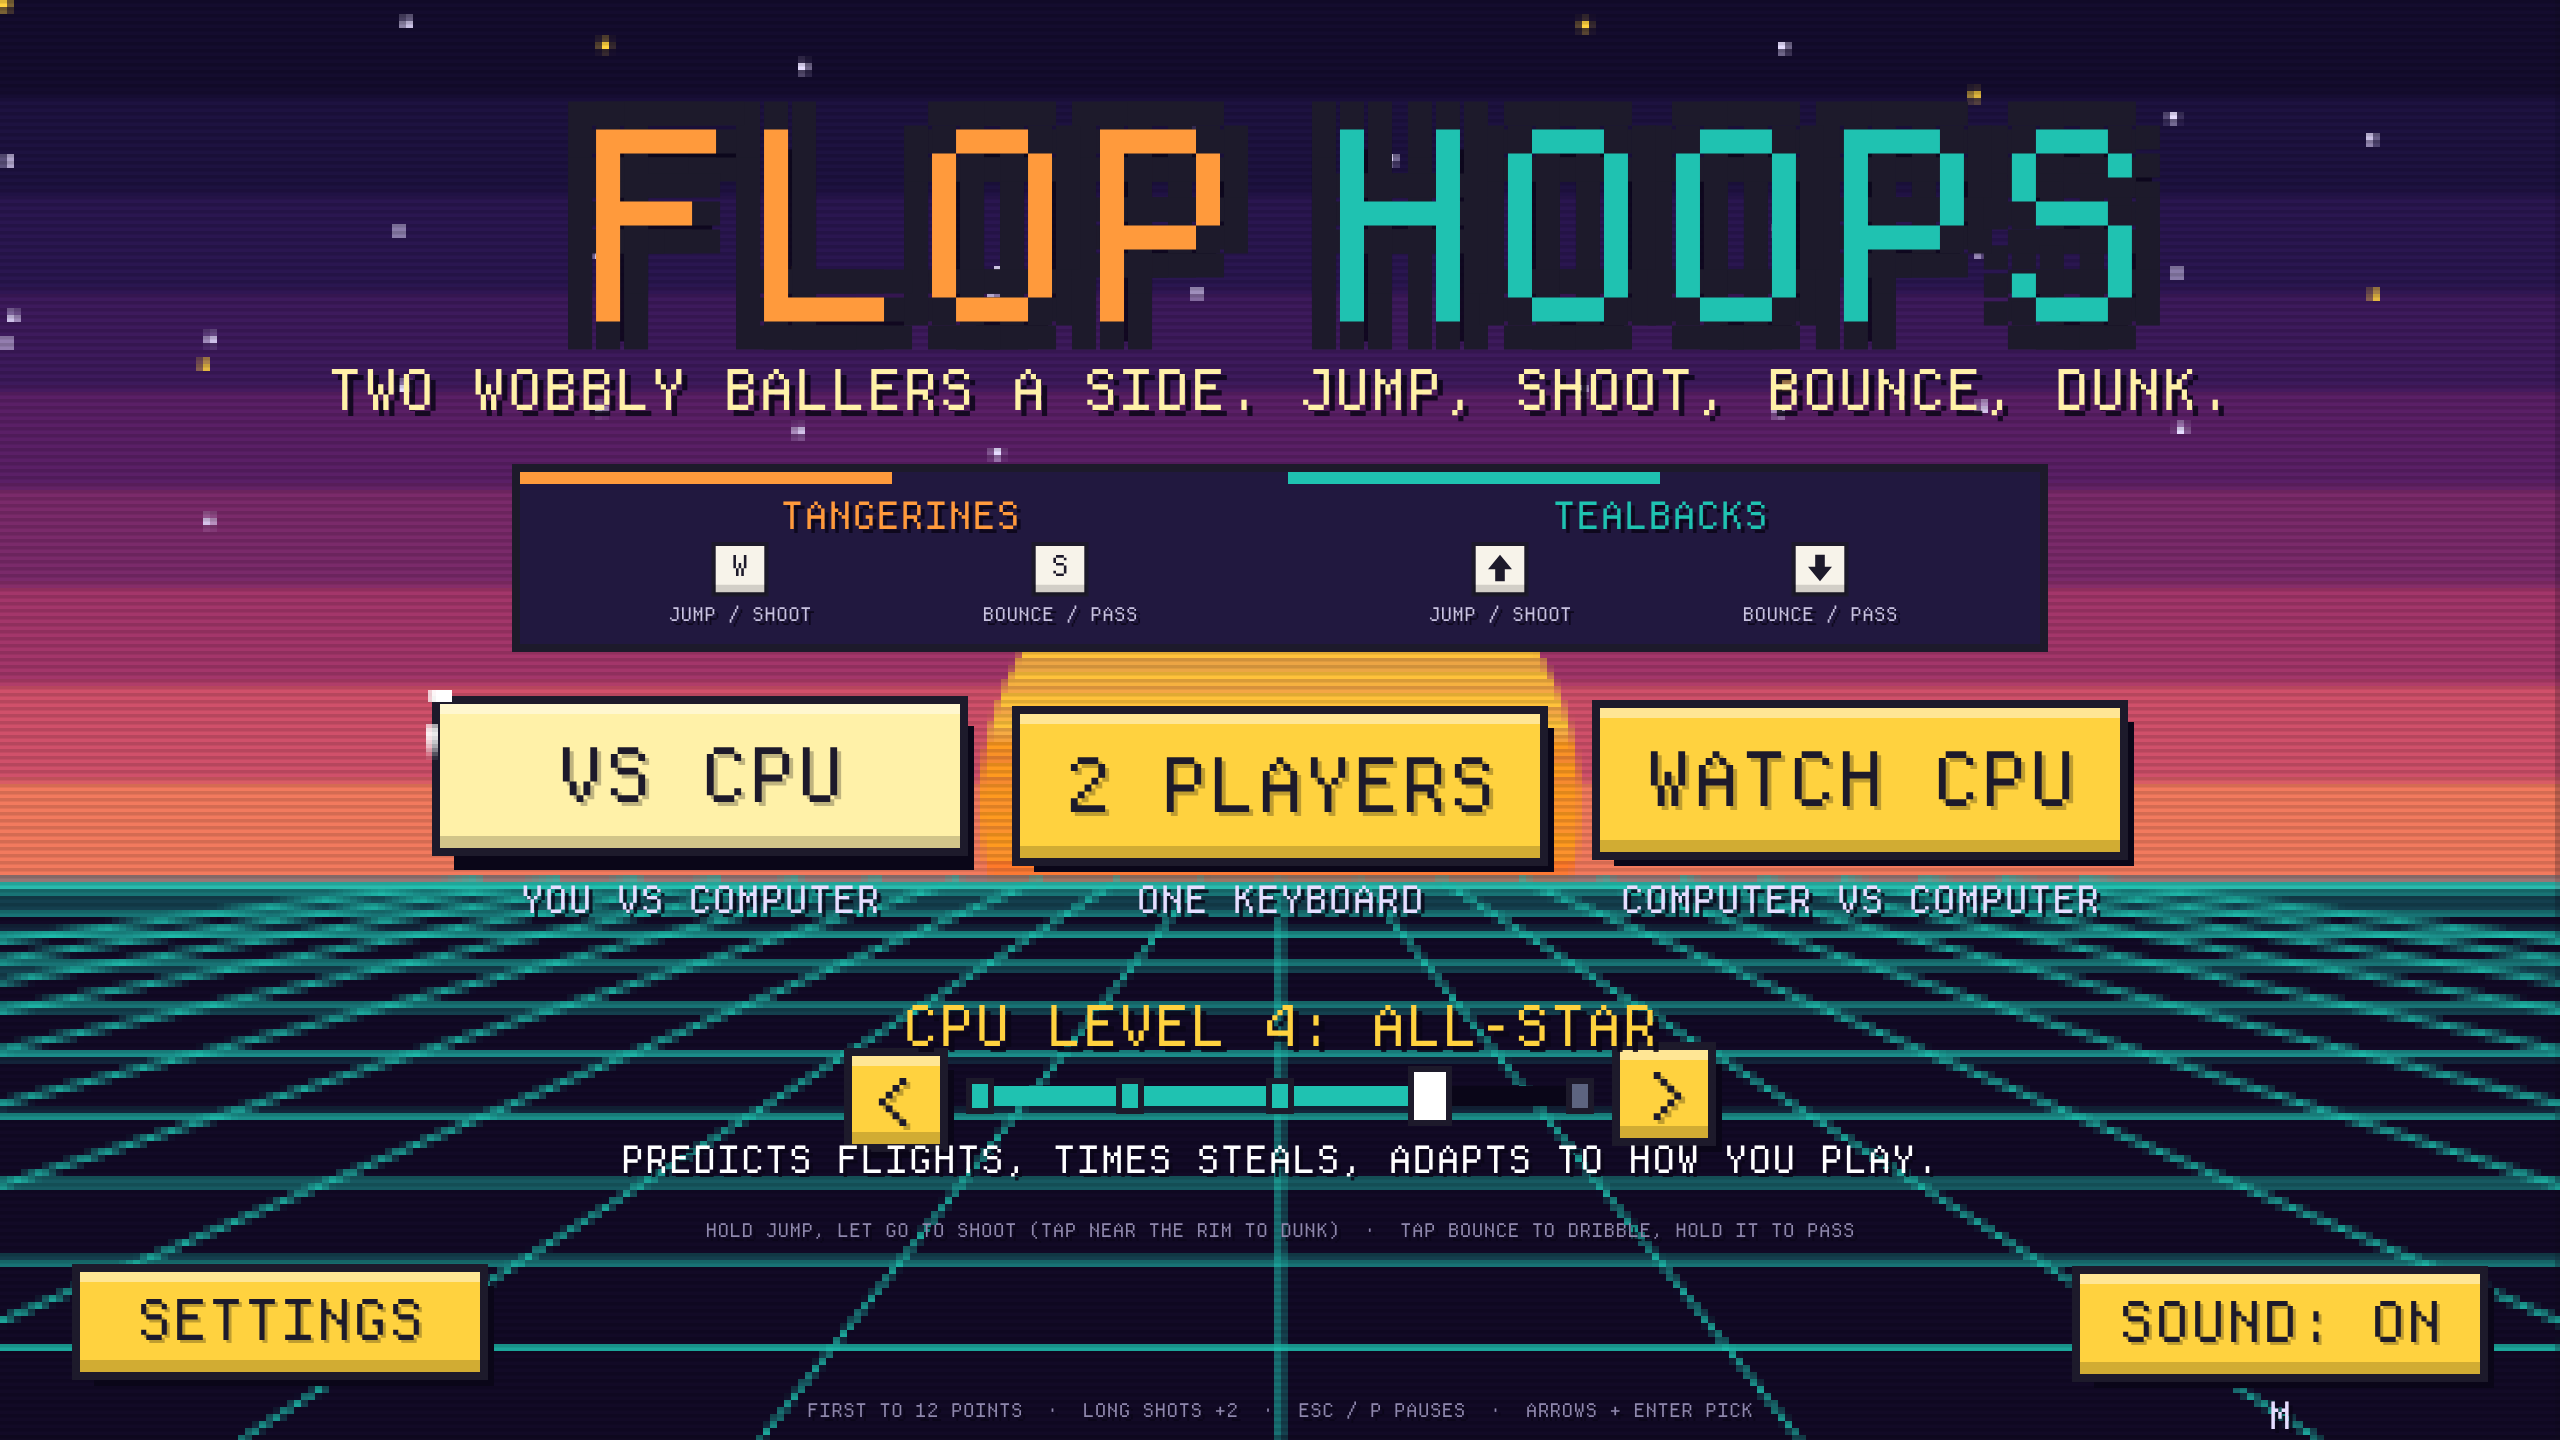 FLOP HOOPS
TWO WOBBLY BALLERS A SIDE. JUMP, SHOOT, BOUNCE, DUNK.
TANGERINES TEALBACKS
W S ⬆ ⬇
JUMP / SHOOT BOUNCE / PASS JUMP / SHOOT BOUNCE / PASS
VS CPU 2 PLAYERS WATCH CPU
YOU VS COMPUTER ONE KEYBOARD COMPUTER VS COMPUTER
CPU LEVEL 4: ALL-STAR
< >
PREDICTS FLIGHTS, TIMES STEALS, ADAPTS TO HOW YOU PLAY.
HOLD JUMP, LET GO TO SHOOT (TAP NEAR THE RIM TO DUNK) · TAP BOUNCE TO DRIBBLE, HOLD IT TO PASS
SETTINGS SOUND: ON
FIRST TO 12 POINTS · LONG SHOTS +2 · ESC / P PAUSES · ARROWS + ENTER PICK
M